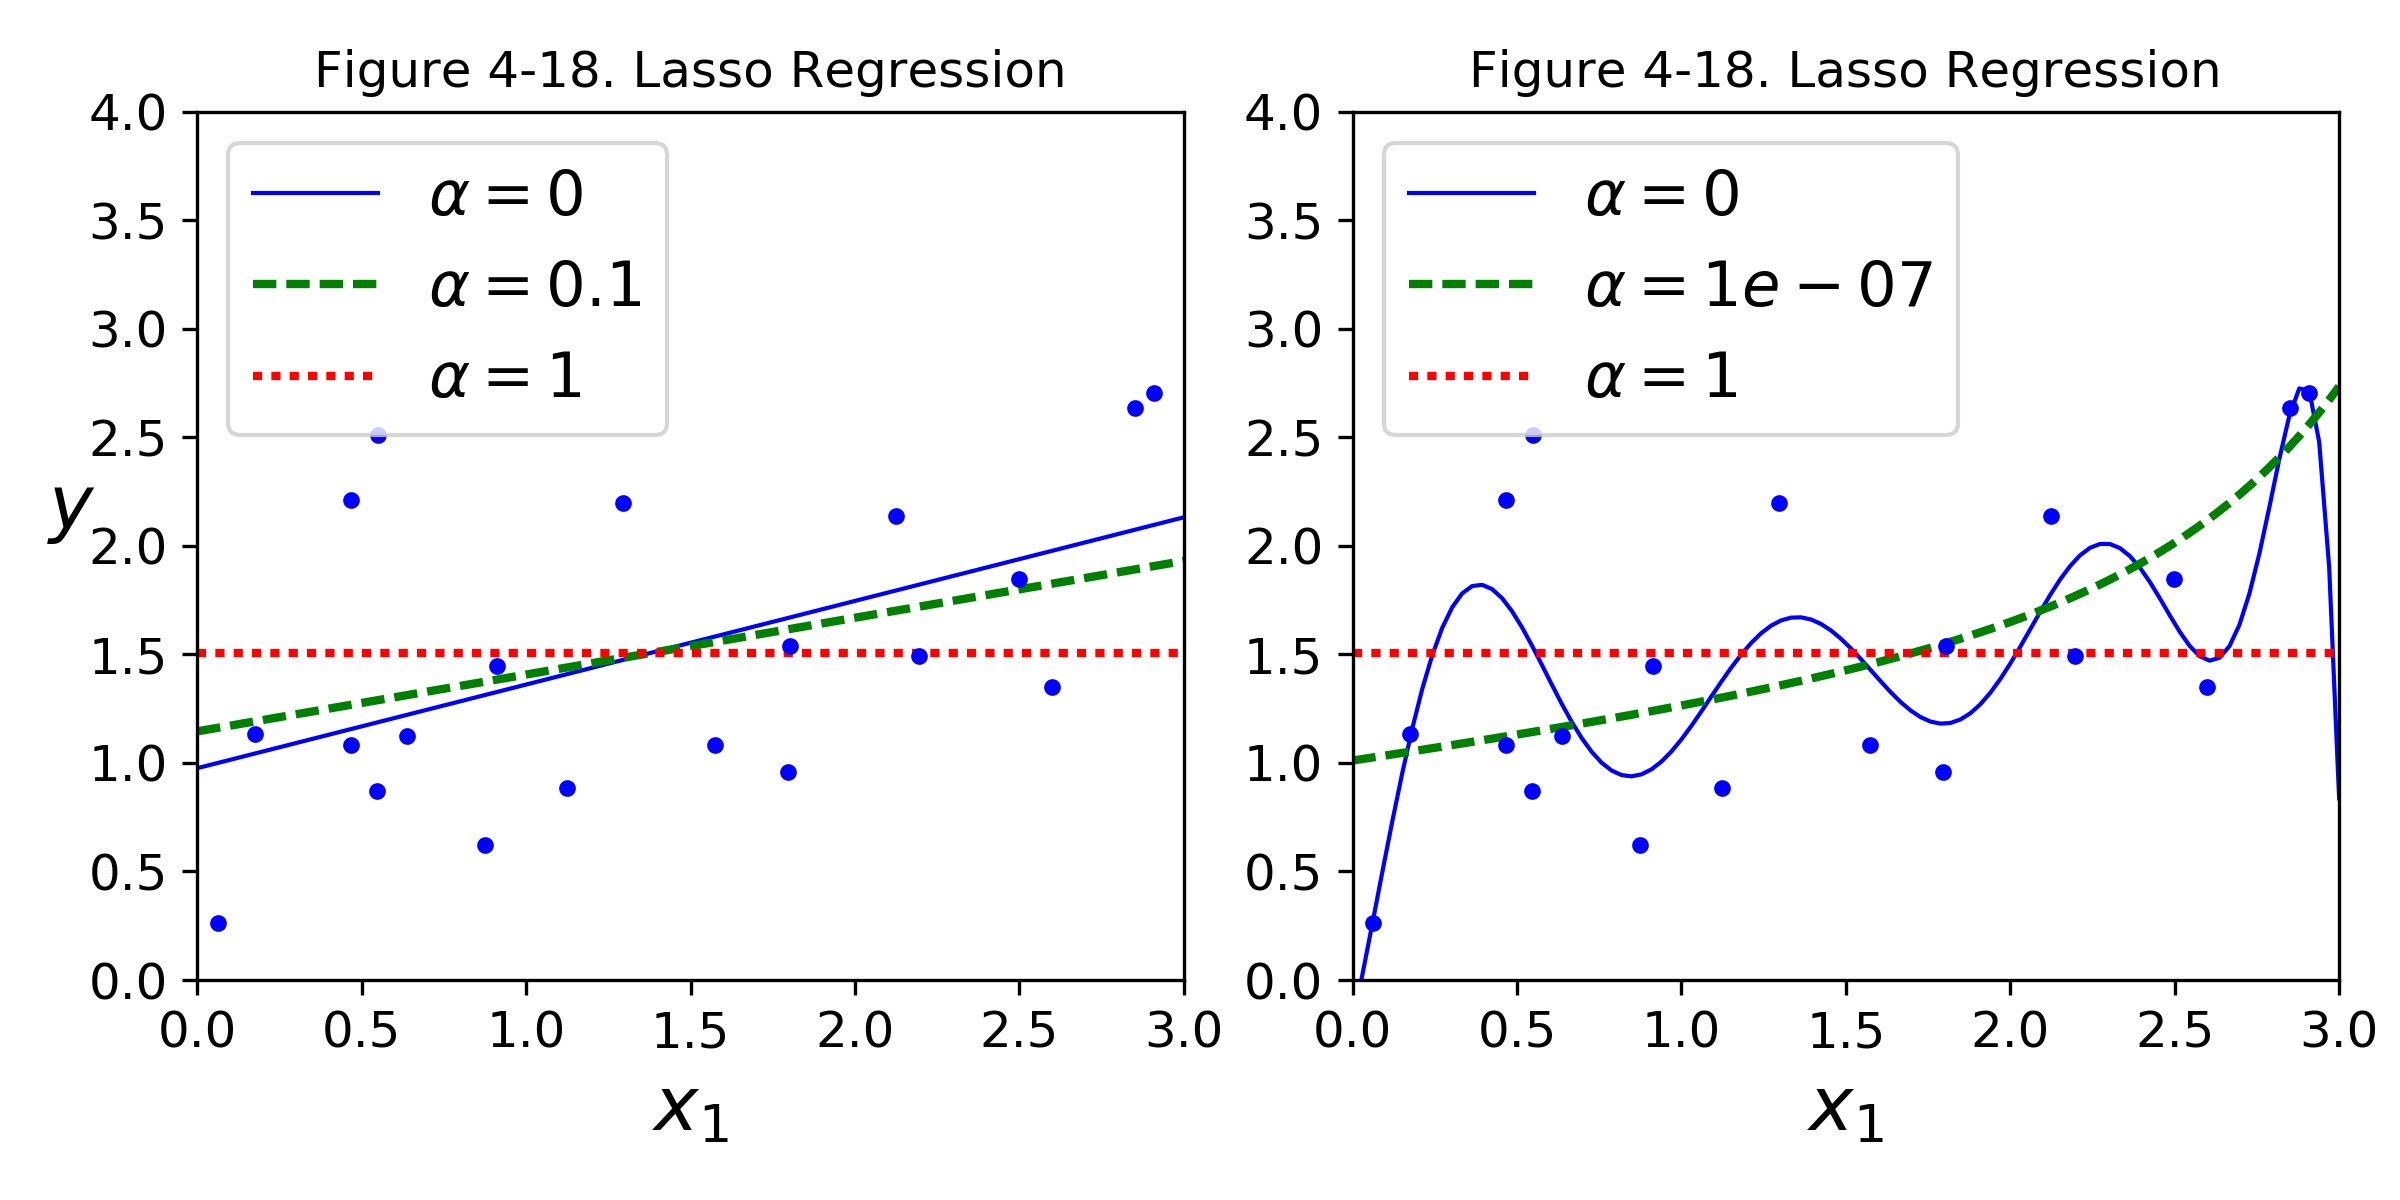 Figure 4-18. Lasso Regression
4.0
3.5
3.0
2.5
2.0
1.5
1.0
0.5
0.0
y
α = 0
α = 0.1
α = 1
0.0 0.5 1.0 1.5 2.0 2.5 3.0
x₁
Figure 4-18. Lasso Regression
4.0
3.5
3.0
2.5
2.0
1.5
1.0
0.5
0.0
α = 0
α = 1e − 07
α = 1
0.0 0.5 1.0 1.5 2.0 2.5 3.0
x₁